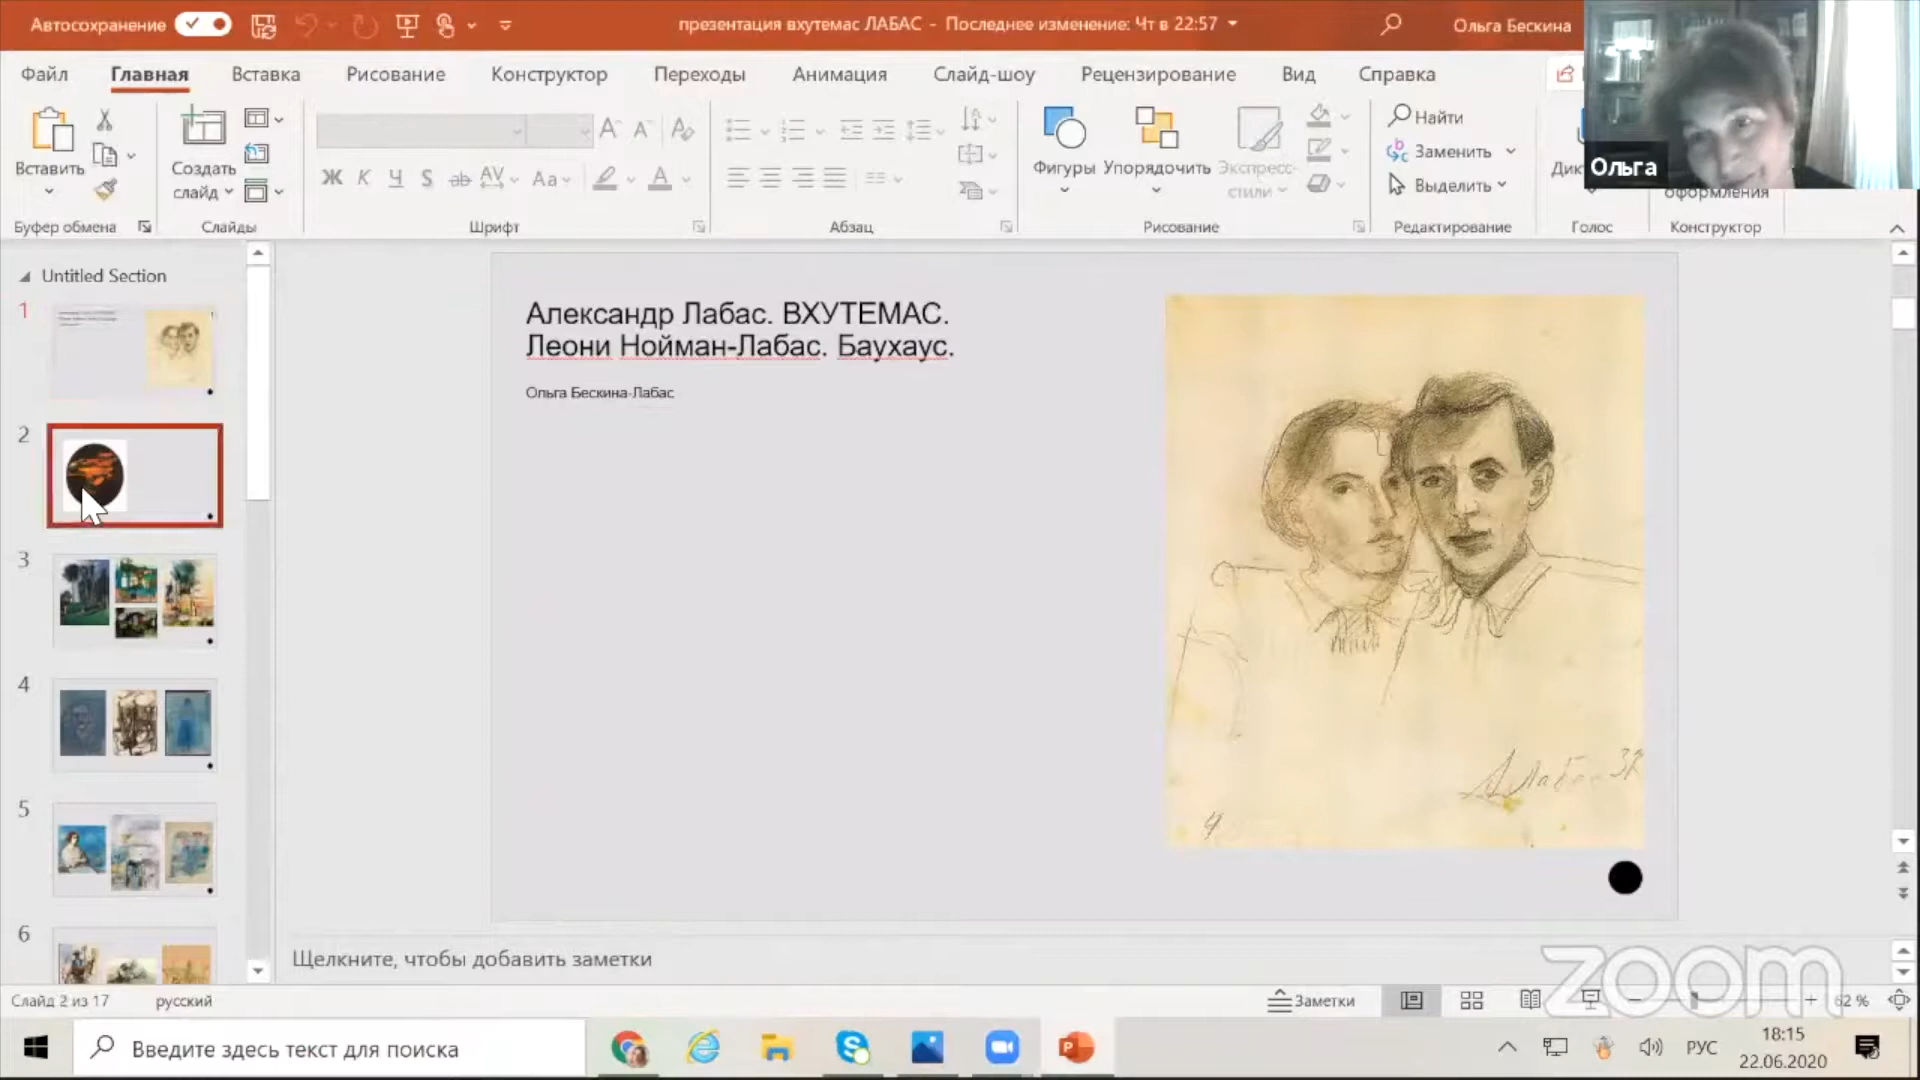 Автосохранение
презентация вхутемас ЛАБАС - Последнее изменение: Чт в 22:57
Ольга Бескина
Файл Главная Вставка Рисование Конструктор Переходы Анимация Слайд-шоу Рецензирование Вид Справка
Вставить
Создать слайд
Ж К Ч S ab AV Aa A
Фигуры Упорядочить Экспресс-стили
Найти
Заменить
Выделить
Ольга
оформления
Буфер обмена Слайды Шрифт Абзац Рисование Редактирование Голос Конструктор
Untitled Section
1
2
3
4
5
6
Александр Лабас. ВХУТЕМАС.
Леони Нойман-Лабас. Баухаус.
Ольга Бескина-Лабас
Щелкните, чтобы добавить заметки
zoom
Слайд 2 из 17 русский Заметки 62 %
Введите здесь текст для поиска
РУС
18:15
22.06.2020